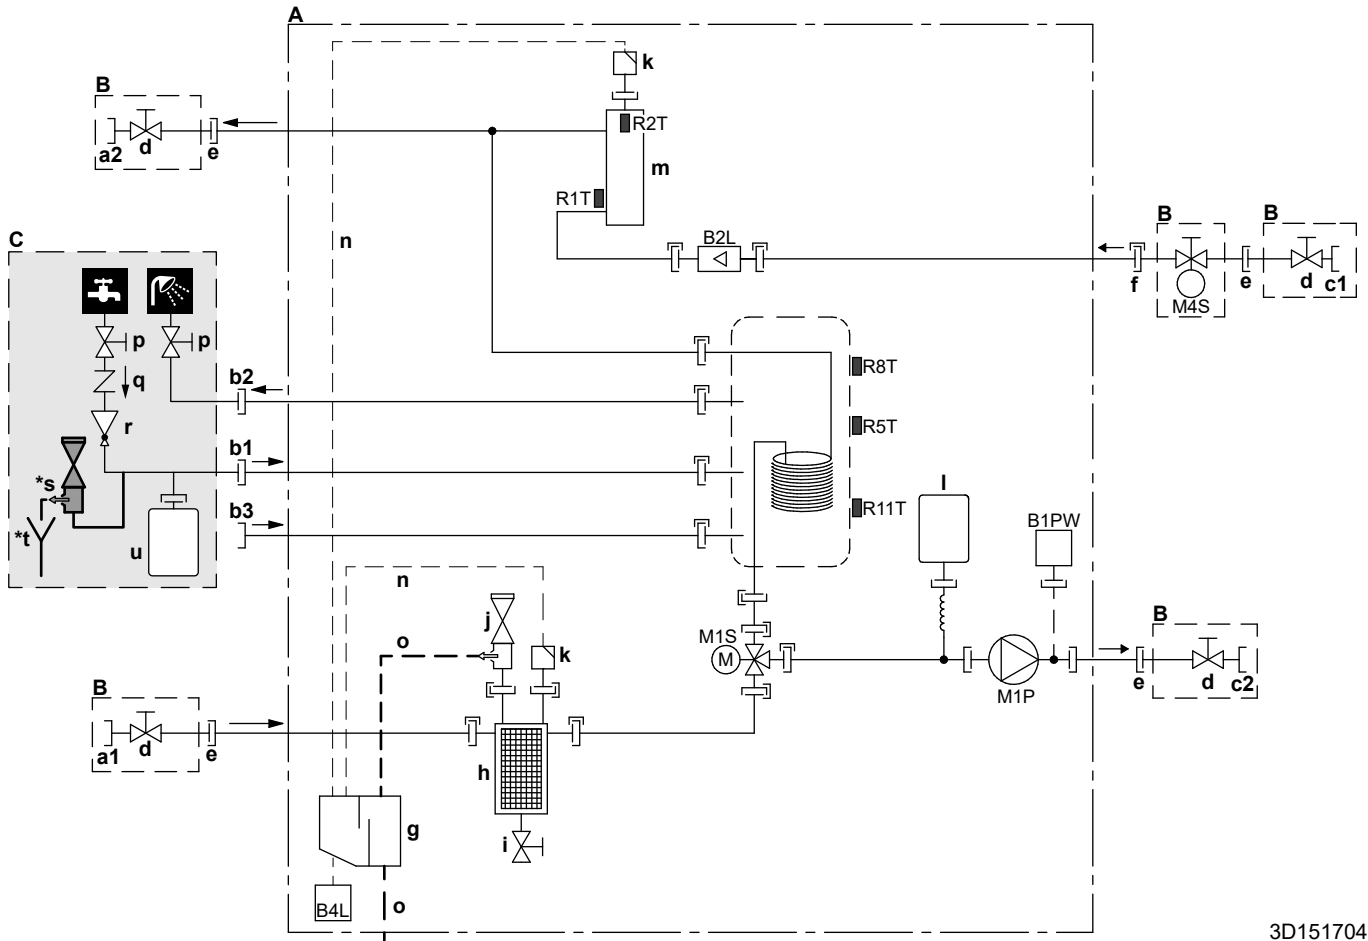 A
k
B
R2T
d
a2
e
m
R1T
n
B2L
B
B
C
f
M4S
e
d
c1
p
p
R8T
q
b2
r
R5T
b1
*s
l
R11T
b3
B1PW
*t
u
n
j
M1S
B
o
M
k
B
M1P
e
d
c2
a1
d
e
h
g
i
B4L
o
3D151704